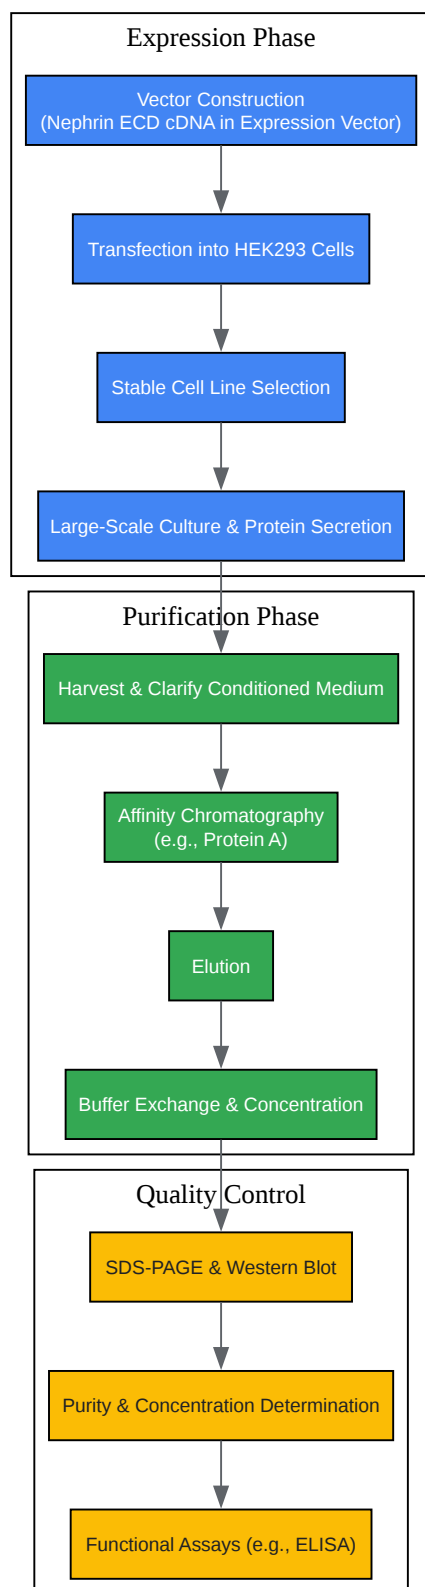 Expression Phase
Vector Construction
(Nephrin ECD cDNA in Expression Vector)
Transfection into HEK293 Cells
Stable Cell Line Selection
Large-Scale Culture & Protein Secretion
Purification Phase
Harvest & Clarify Conditioned Medium
Affinity Chromatography
(e.g., Protein A)
Elution
Buffer Exchange & Concentration
Quality Control
SDS-PAGE & Western Blot
Purity & Concentration Determination
Functional Assays (e.g., ELISA)